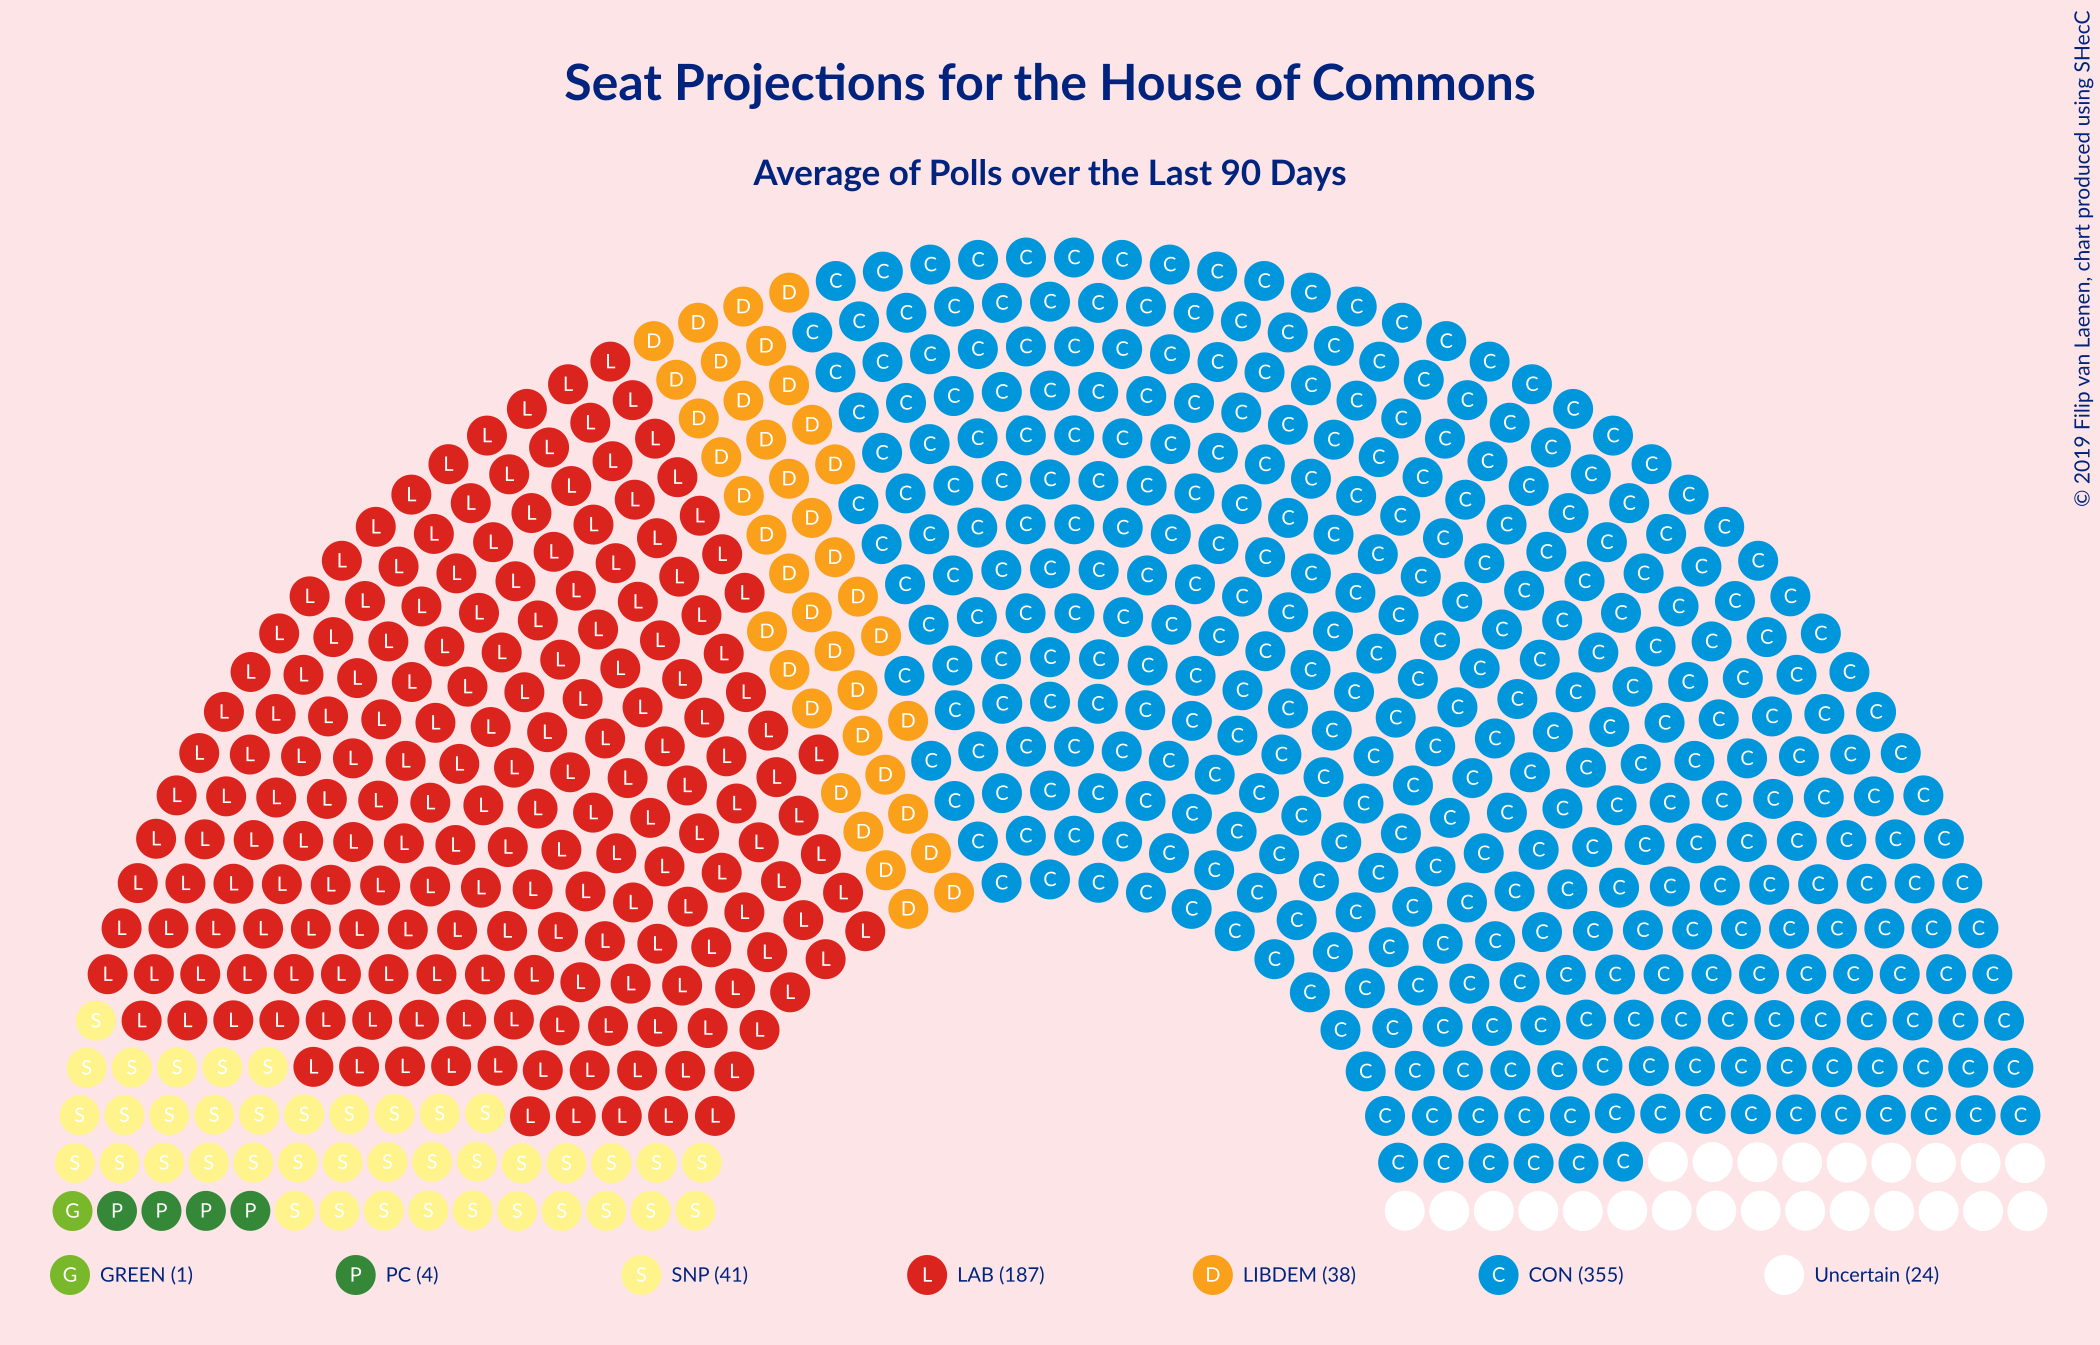 Seat Projections for the House of Commons
Average of Polls over the Last 90 Days
© 2019 Filip van Laenen, chart produced using SHecC
G GREEN (1)
P PC (4)
S SNP (41)
L LAB (187)
D LIBDEM (38)
C CON (355)
Uncertain (24)